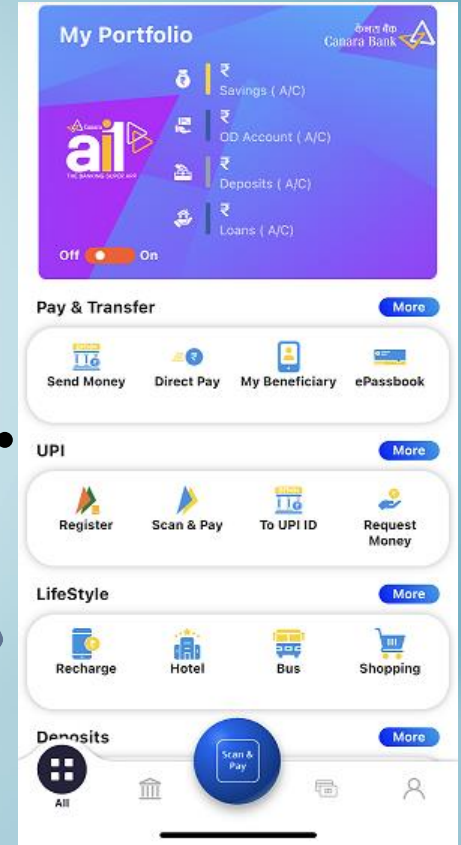 My Portfolio
केनरा बैंक
Canara Bank
₹
Savings ( A/C)
₹
OD Account ( A/C)
₹
Deposits ( A/C)
₹
Loans ( A/C)
Canara
ai1
THE BANKING SUPER APP
Off On
Pay & Transfer More
Send Money Direct Pay My Beneficiary ePassbook
UPI More
Register Scan & Pay To UPI ID Request
Money
LifeStyle More
Recharge Hotel Bus Shopping
Deposits More
Scan &
Pay
All